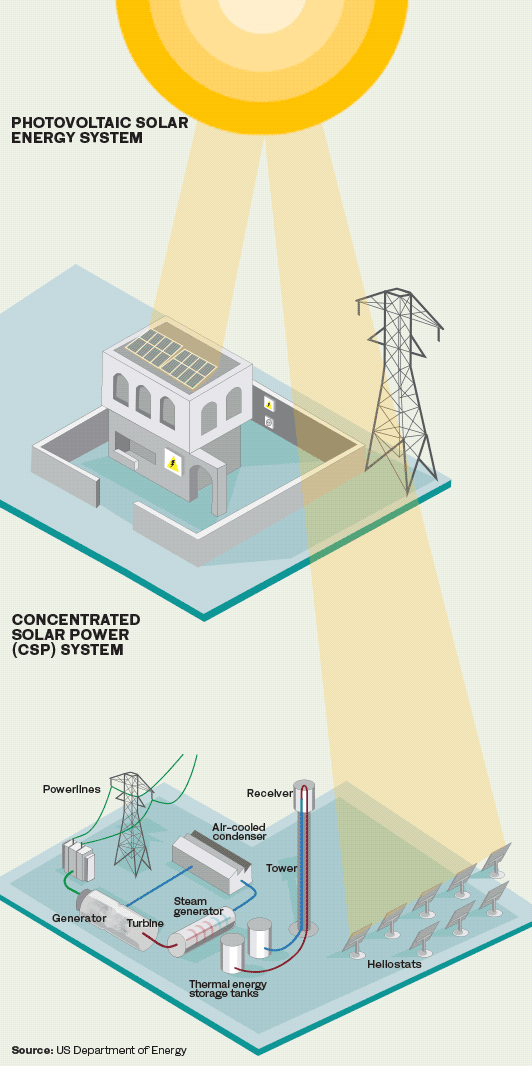 PHOTOVOLTAIC SOLAR
ENERGY SYSTEM
CONCENTRATED
SOLAR POWER
(CSP) SYSTEM
Powerlines
Receiver
Air-cooled
condenser
Tower
Steam
generator
Generator
Turbine
Heliostats
Thermal energy
storage tanks
Source: US Department of Energy